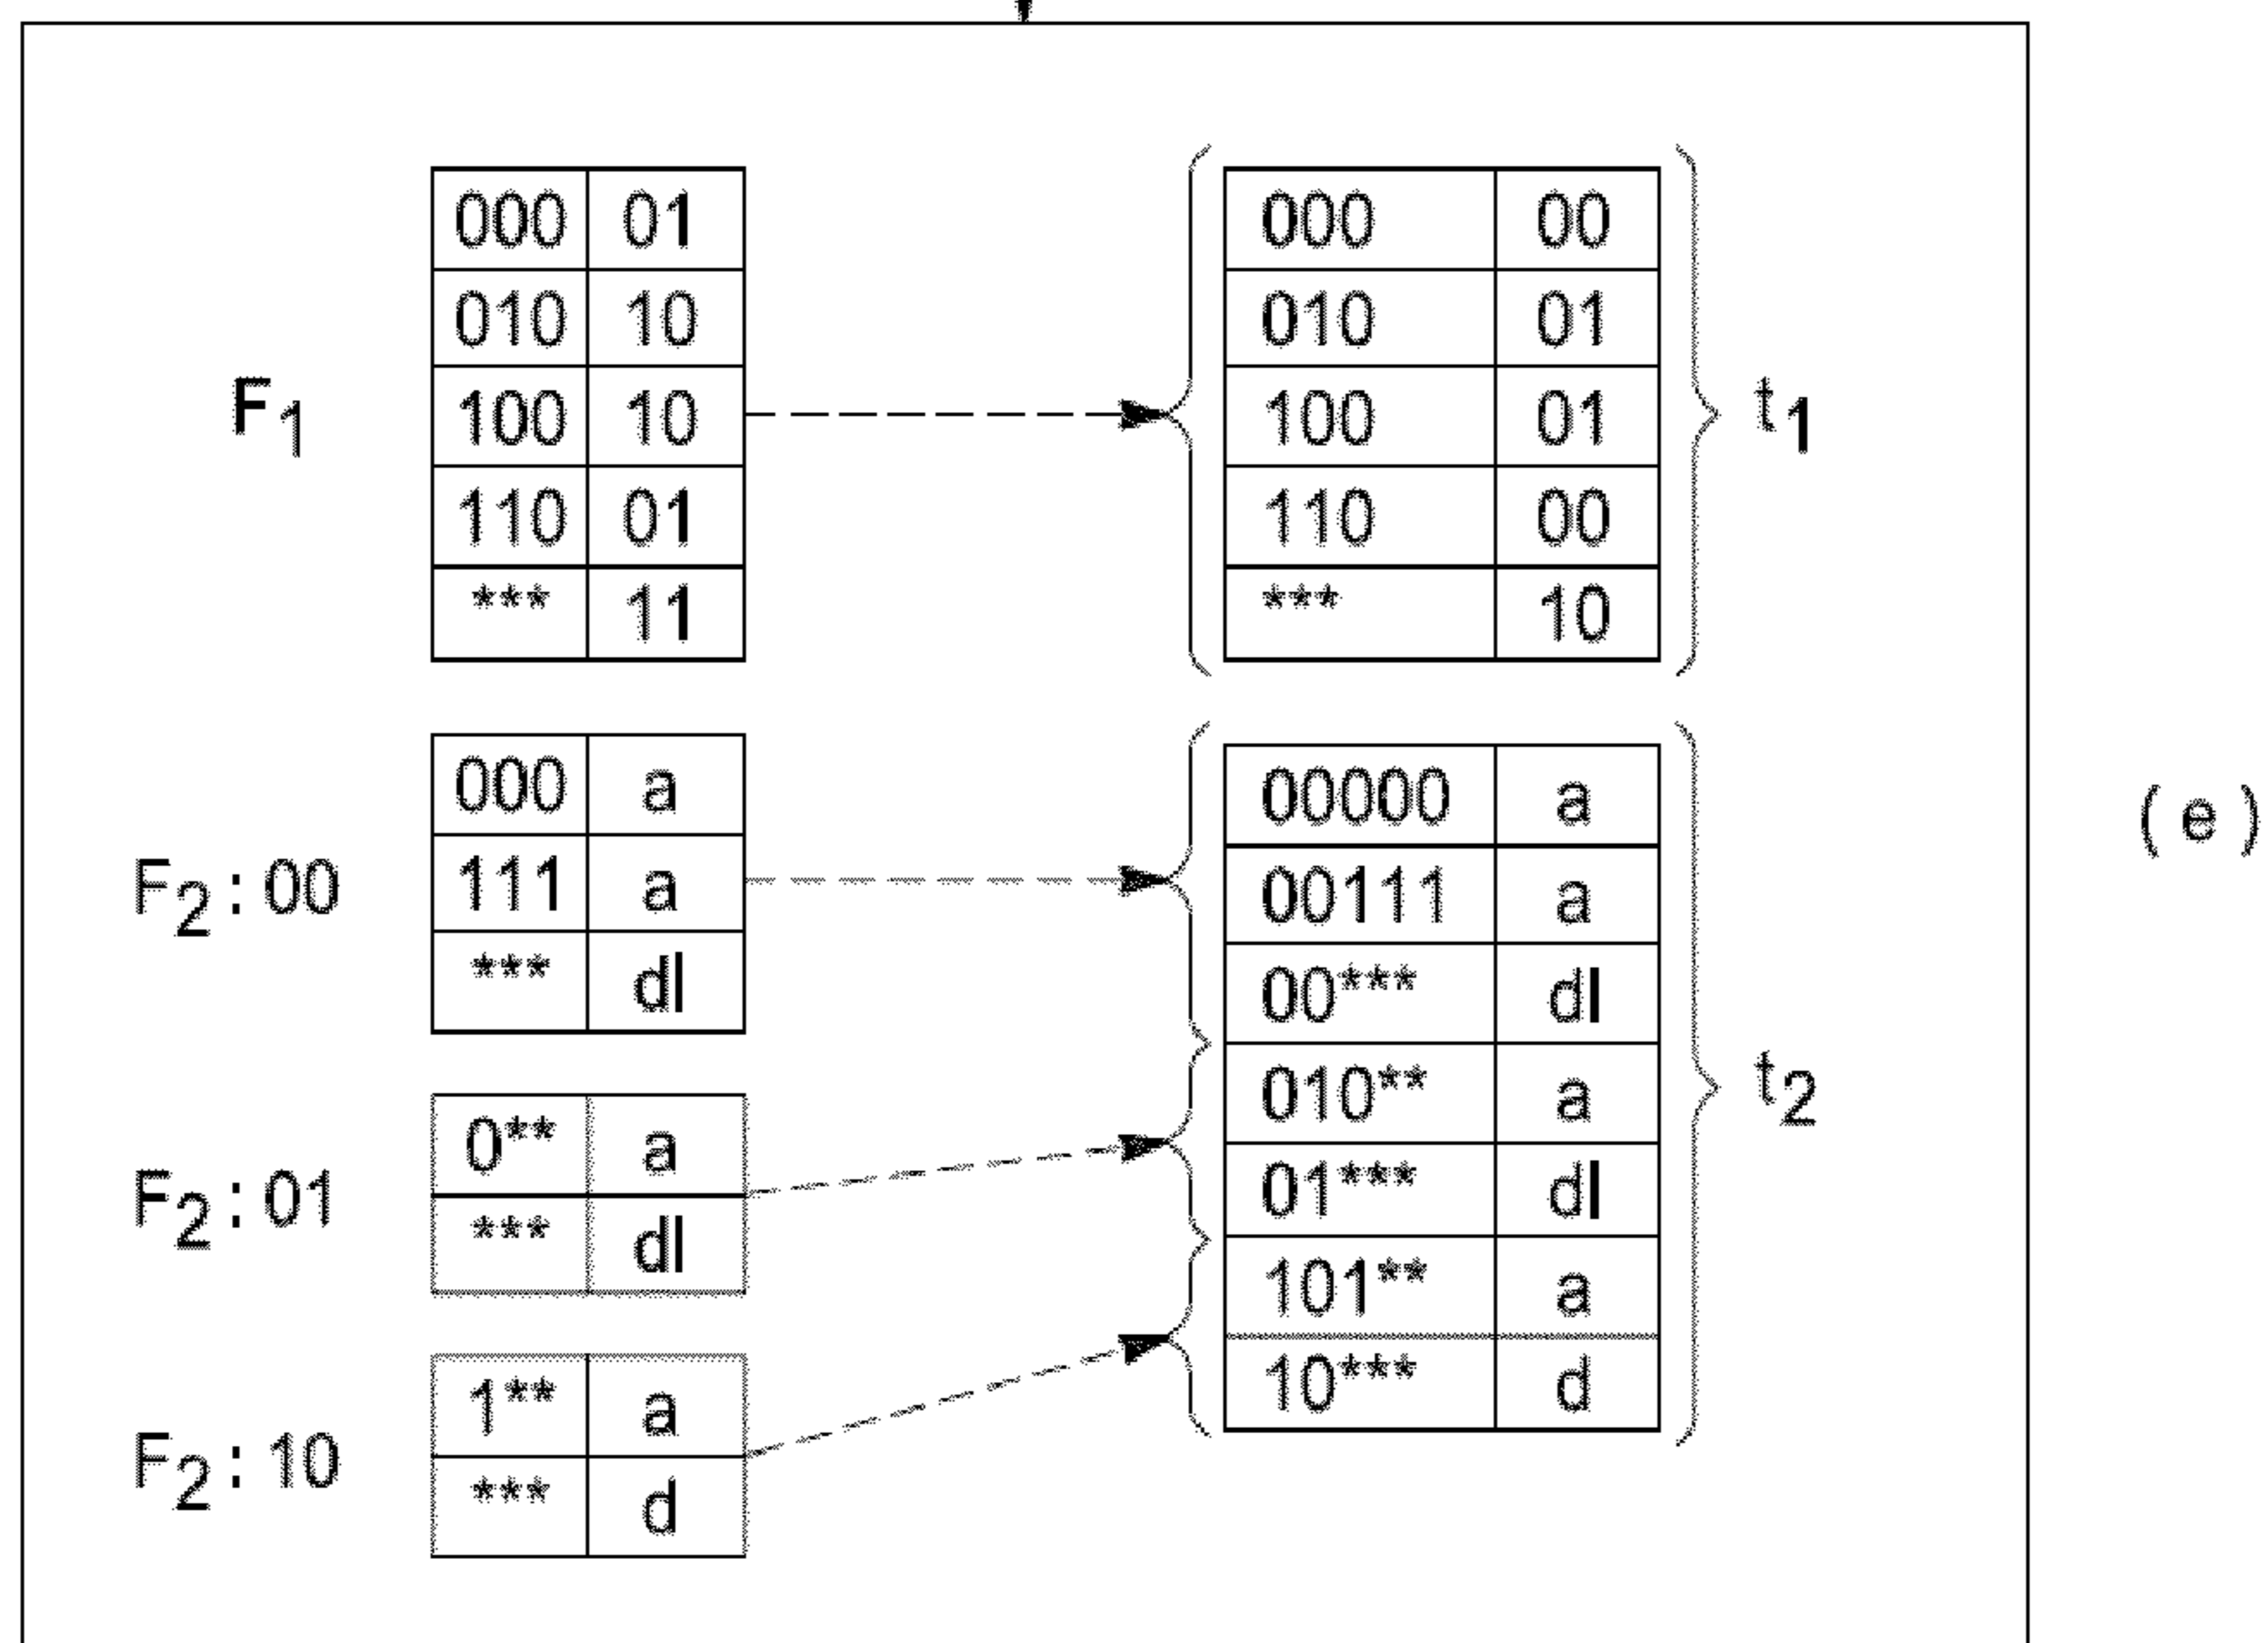 000 01 000 00
010 10 010 01
F1 100 10 100 01 t1
110 01 110 00
*** 11 *** 10
000 a 00000 a
F2 : 00 111 a 00111 a
*** dl 00*** dl
010** a
0** a 01*** dl t2
F2 : 01 *** dl 101** a
1** a 10*** d
F2 : 10 *** d
( e )